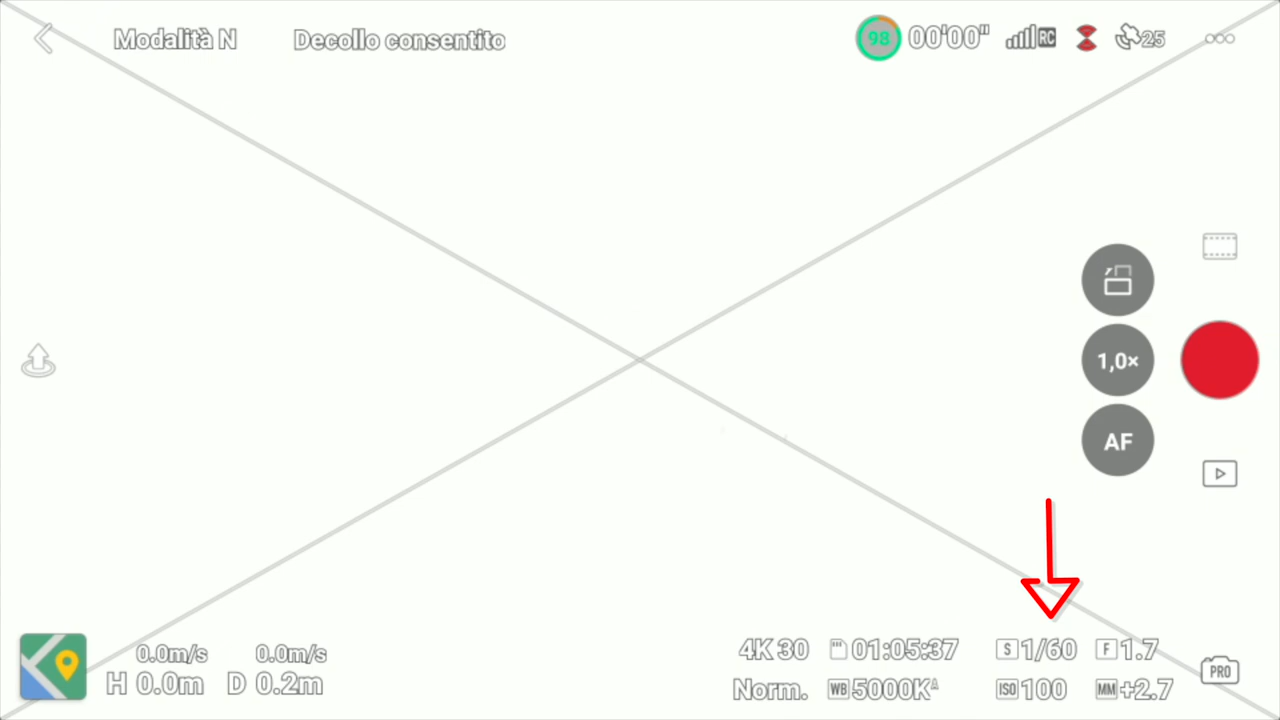 Modalità N
Decollo consentito
98
00'00"
RC
25
1,0×
AF
0.0m/s
0.0m/s
H 0.0m
D 0.2m
4K 30
01:05:37
S 1/60
F 1.7
Norm.
WB 5000K A
ISO 100
MM +2.7
PRO